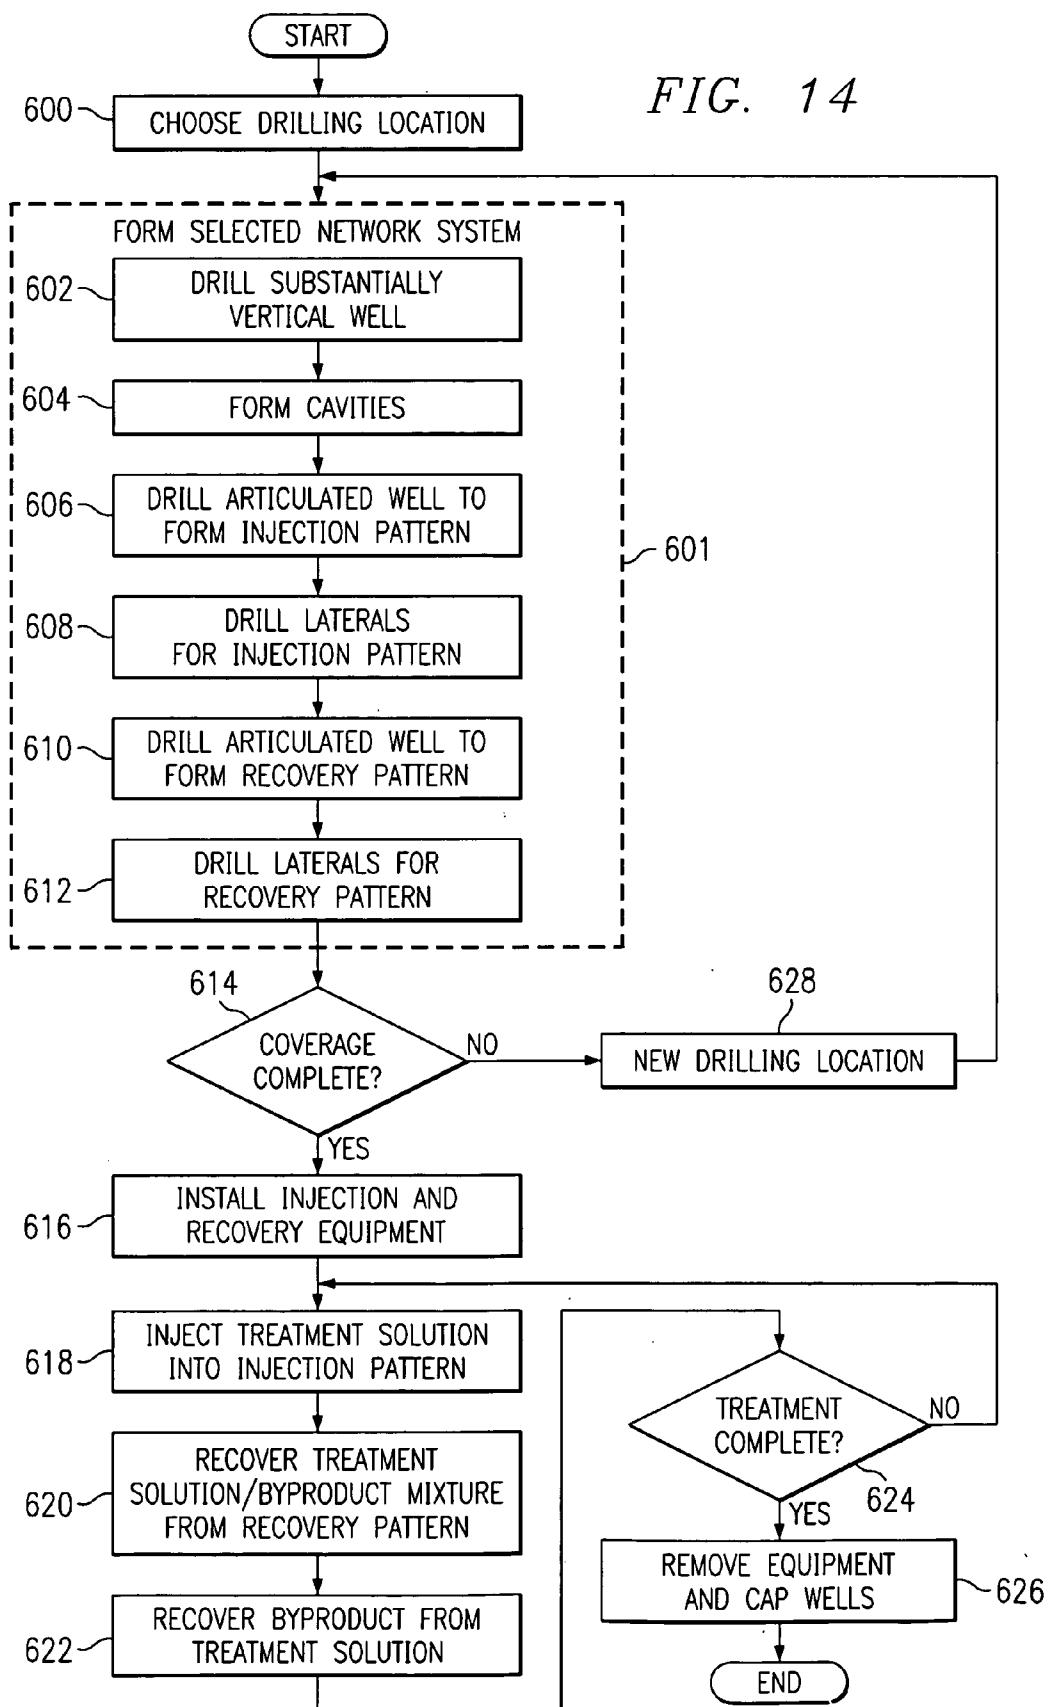 START
FIG. 14
600
CHOOSE DRILLING LOCATION
FORM SELECTED NETWORK SYSTEM
602
DRILL SUBSTANTIALLY
VERTICAL WELL
604
FORM CAVITIES
606
DRILL ARTICULATED WELL TO
FORM INJECTION PATTERN
601
608
DRILL LATERALS
FOR INJECTION PATTERN
610
DRILL ARTICULATED WELL TO
FORM RECOVERY PATTERN
612
DRILL LATERALS FOR
RECOVERY PATTERN
614
COVERAGE
COMPLETE?
NO
628
NEW DRILLING LOCATION
YES
616
INSTALL INJECTION AND
RECOVERY EQUIPMENT
618
INJECT TREATMENT SOLUTION
INTO INJECTION PATTERN
620
RECOVER TREATMENT
SOLUTION/BYPRODUCT MIXTURE
FROM RECOVERY PATTERN
622
RECOVER BYPRODUCT FROM
TREATMENT SOLUTION
TREATMENT
COMPLETE?
NO
624
YES
REMOVE EQUIPMENT
AND CAP WELLS
626
END